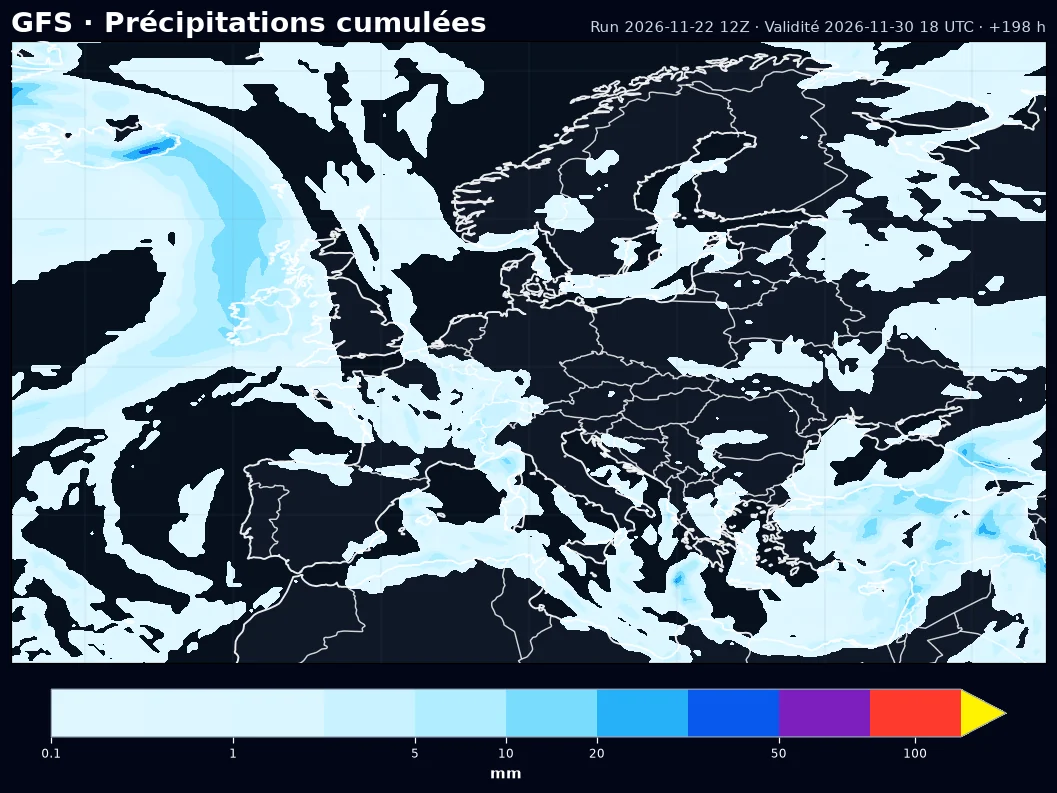 GFS · Précipitations cumulées
Run 2026-11-22 12Z · Validité 2026-11-30 18 UTC · +198 h
0.1 1 5 10 20 50 100
mm